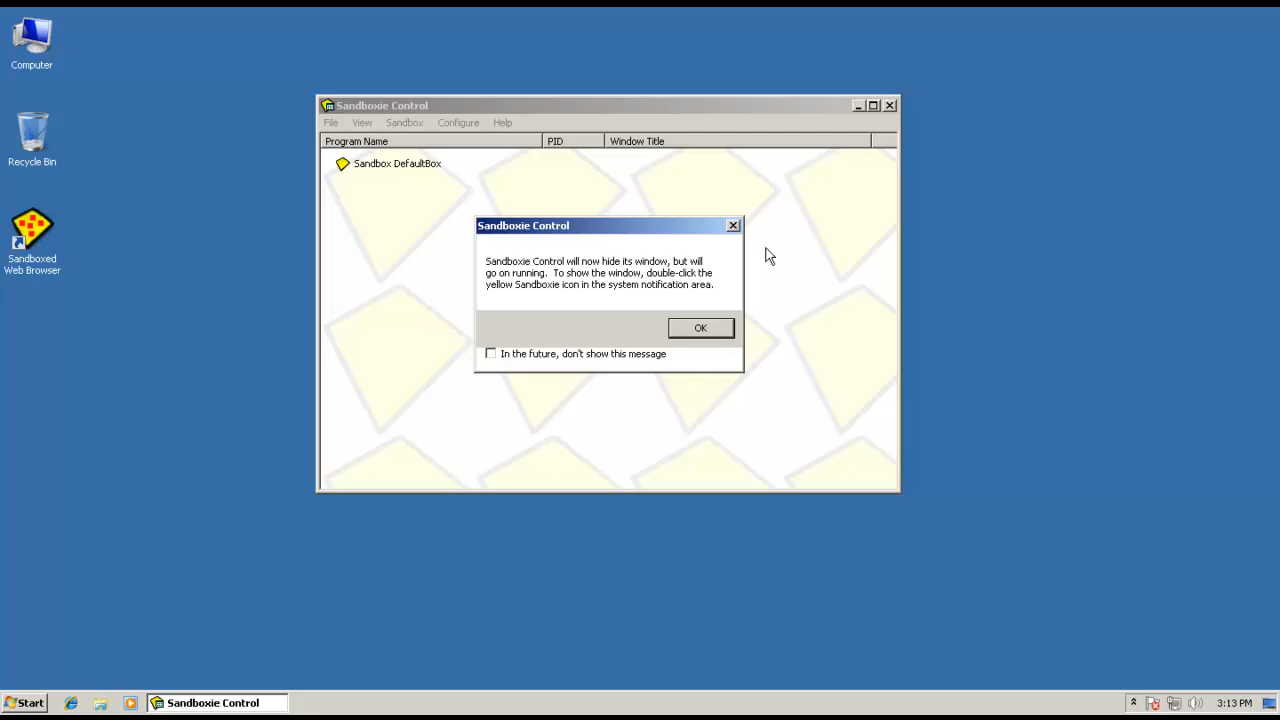 Computer
Recycle Bin
Sandboxed
Web Browser
Sandboxie Control
File View Sandbox Configure Help
Program Name PID Window Title
Sandbox DefaultBox
Sandboxie Control
Sandboxie Control will now hide its window, but will
go on running. To show the window, double-click the
yellow Sandboxie icon in the system notification area.
OK
In the future, don't show this message
Start Sandboxie Control 3:13 PM